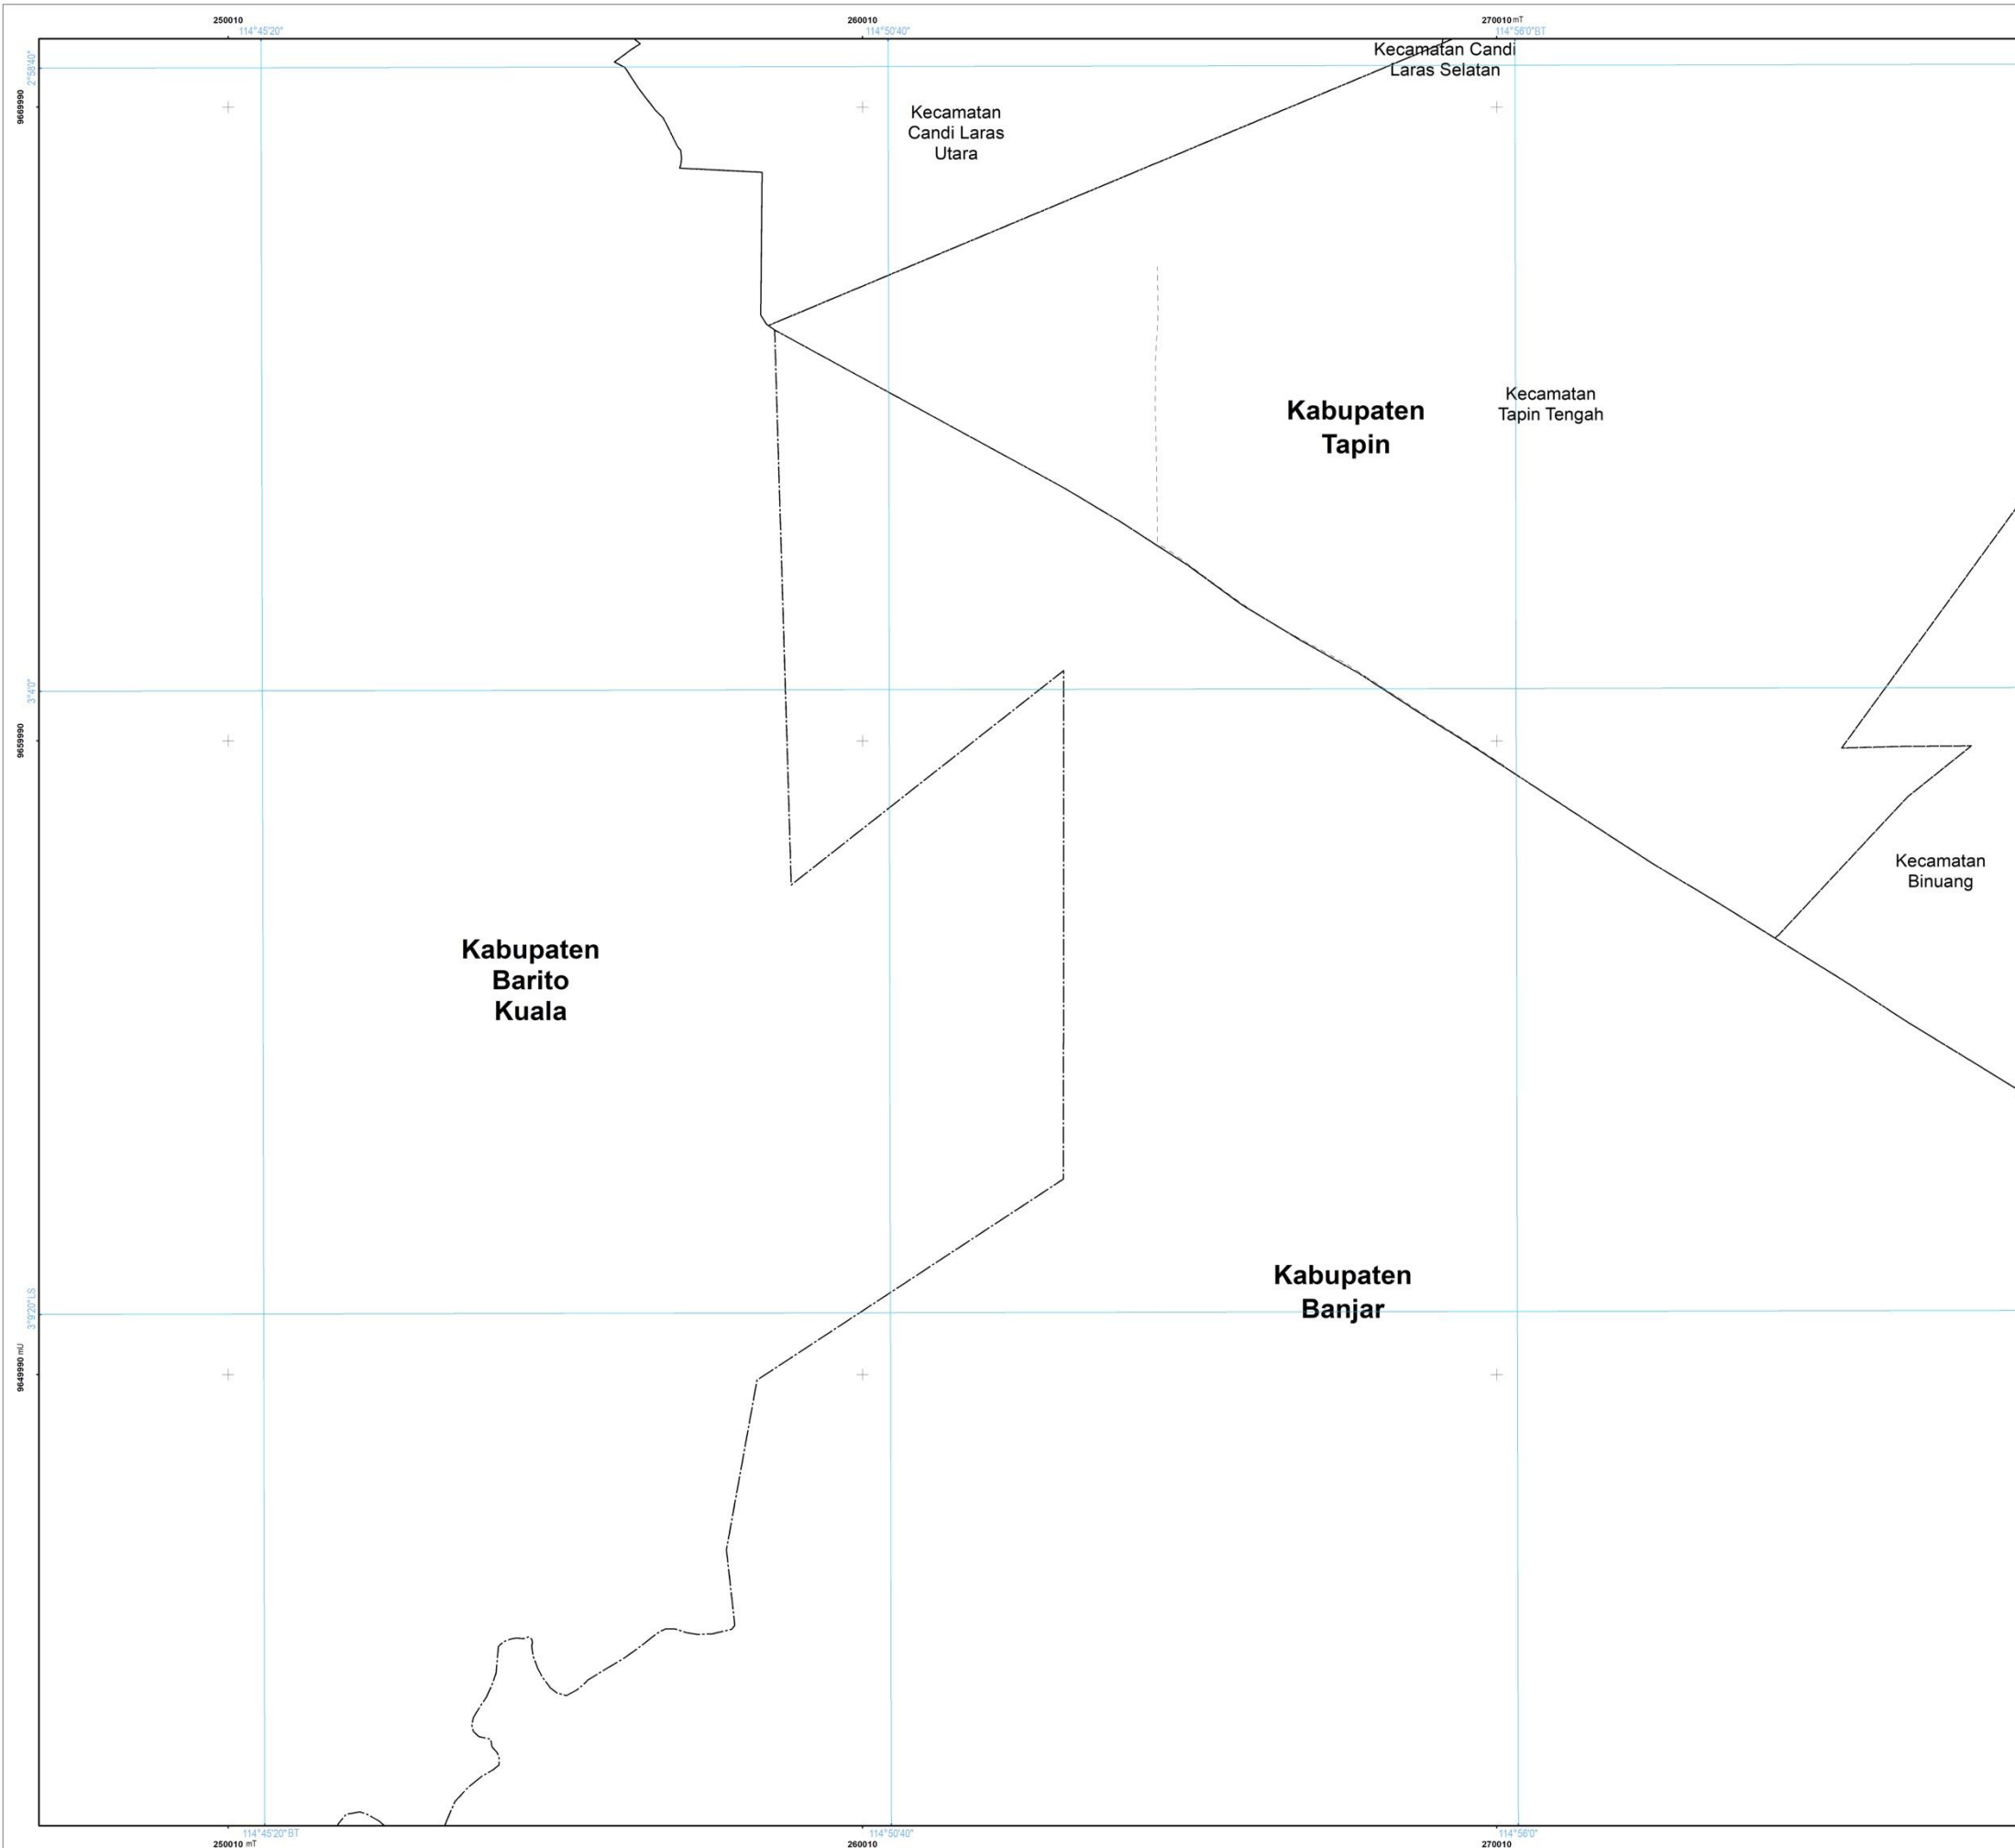 250010
260010
270010 mT
114°45'20"
114°50'40"
114°56'0"BT
Kecamatan Candi
Laras Selatan
2°58'40"
9669990
Kecamatan
Candi Laras
Utara
Kecamatan
Tapin Tengah
Kabupaten
Tapin
3°4'0"
9659990
Kecamatan
Binuang
Kabupaten
Barito
Kuala
Kabupaten
Banjar
3°9'20"LS
9649990 mU
114°45'20"BT
114°50'40"
114°56'0"
250010 mT
260010
270010